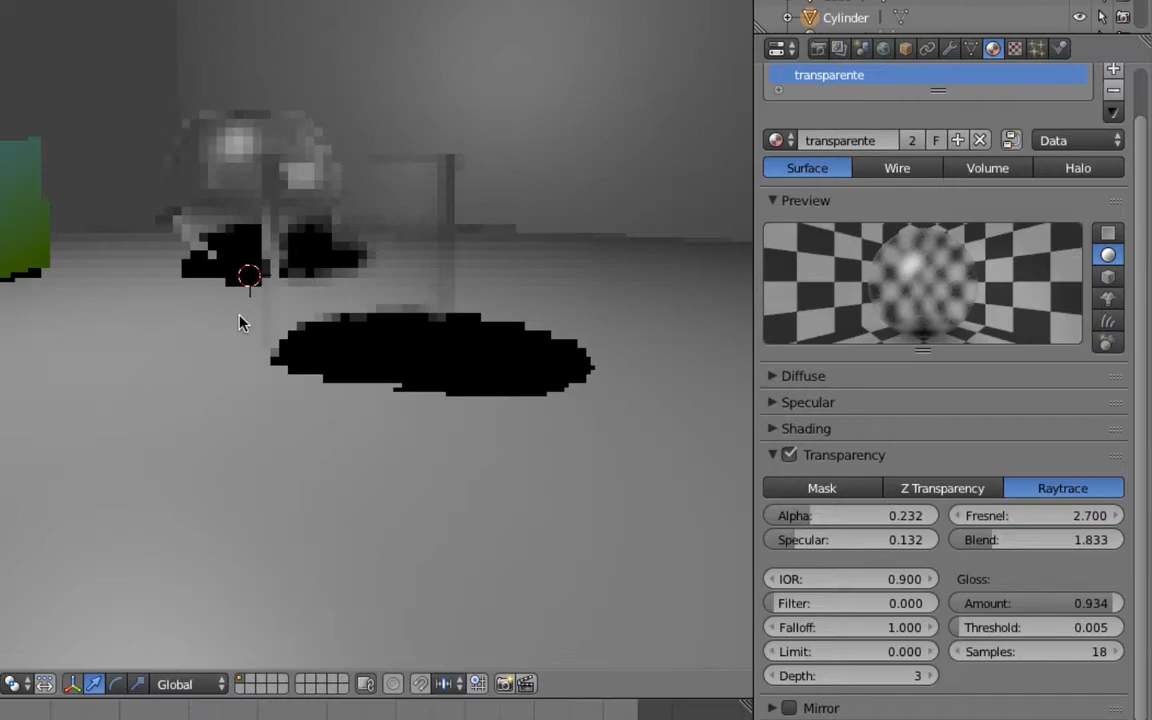 Cylinder
transparente
transparente 2 F Data
Surface Wire Volume Halo
Preview
Diffuse
Specular
Shading
Transparency
Mask Z Transparency Raytrace
Alpha: 0.232 Fresnel: 2.700
Specular: 0.132 Blend: 1.833
IOR: 0.900 Gloss:
Filter: 0.000 Amount: 0.934
Falloff: 1.000 Threshold: 0.005
Limit: 0.000 Samples: 18
Depth: 3
Global
Mirror